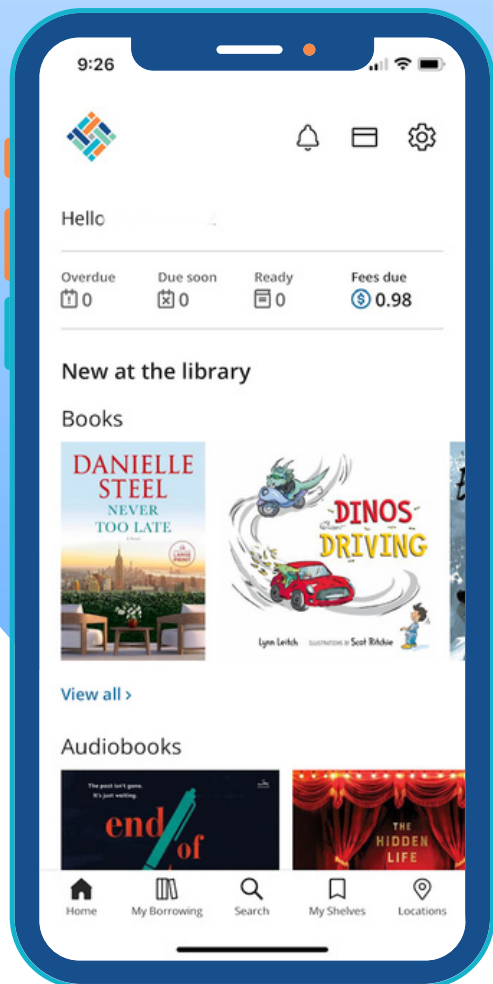 9:26
Hello
Overdue Due soon Ready Fees due
0 0 0 $ 0.98
New at the library
Books
DANIELLE
STEEL
NEVER
TOO LATE
A Novel
LARGE
PRINT
DINOS
DRIVING
Lynn Leitch ILLUSTRATIONS BY Scot Ritchie
View all >
Audiobooks
The past isn't gone.
It's just waiting.
end
of
THE
HIDDEN
LIFE
Home My Borrowing Search My Shelves Locations